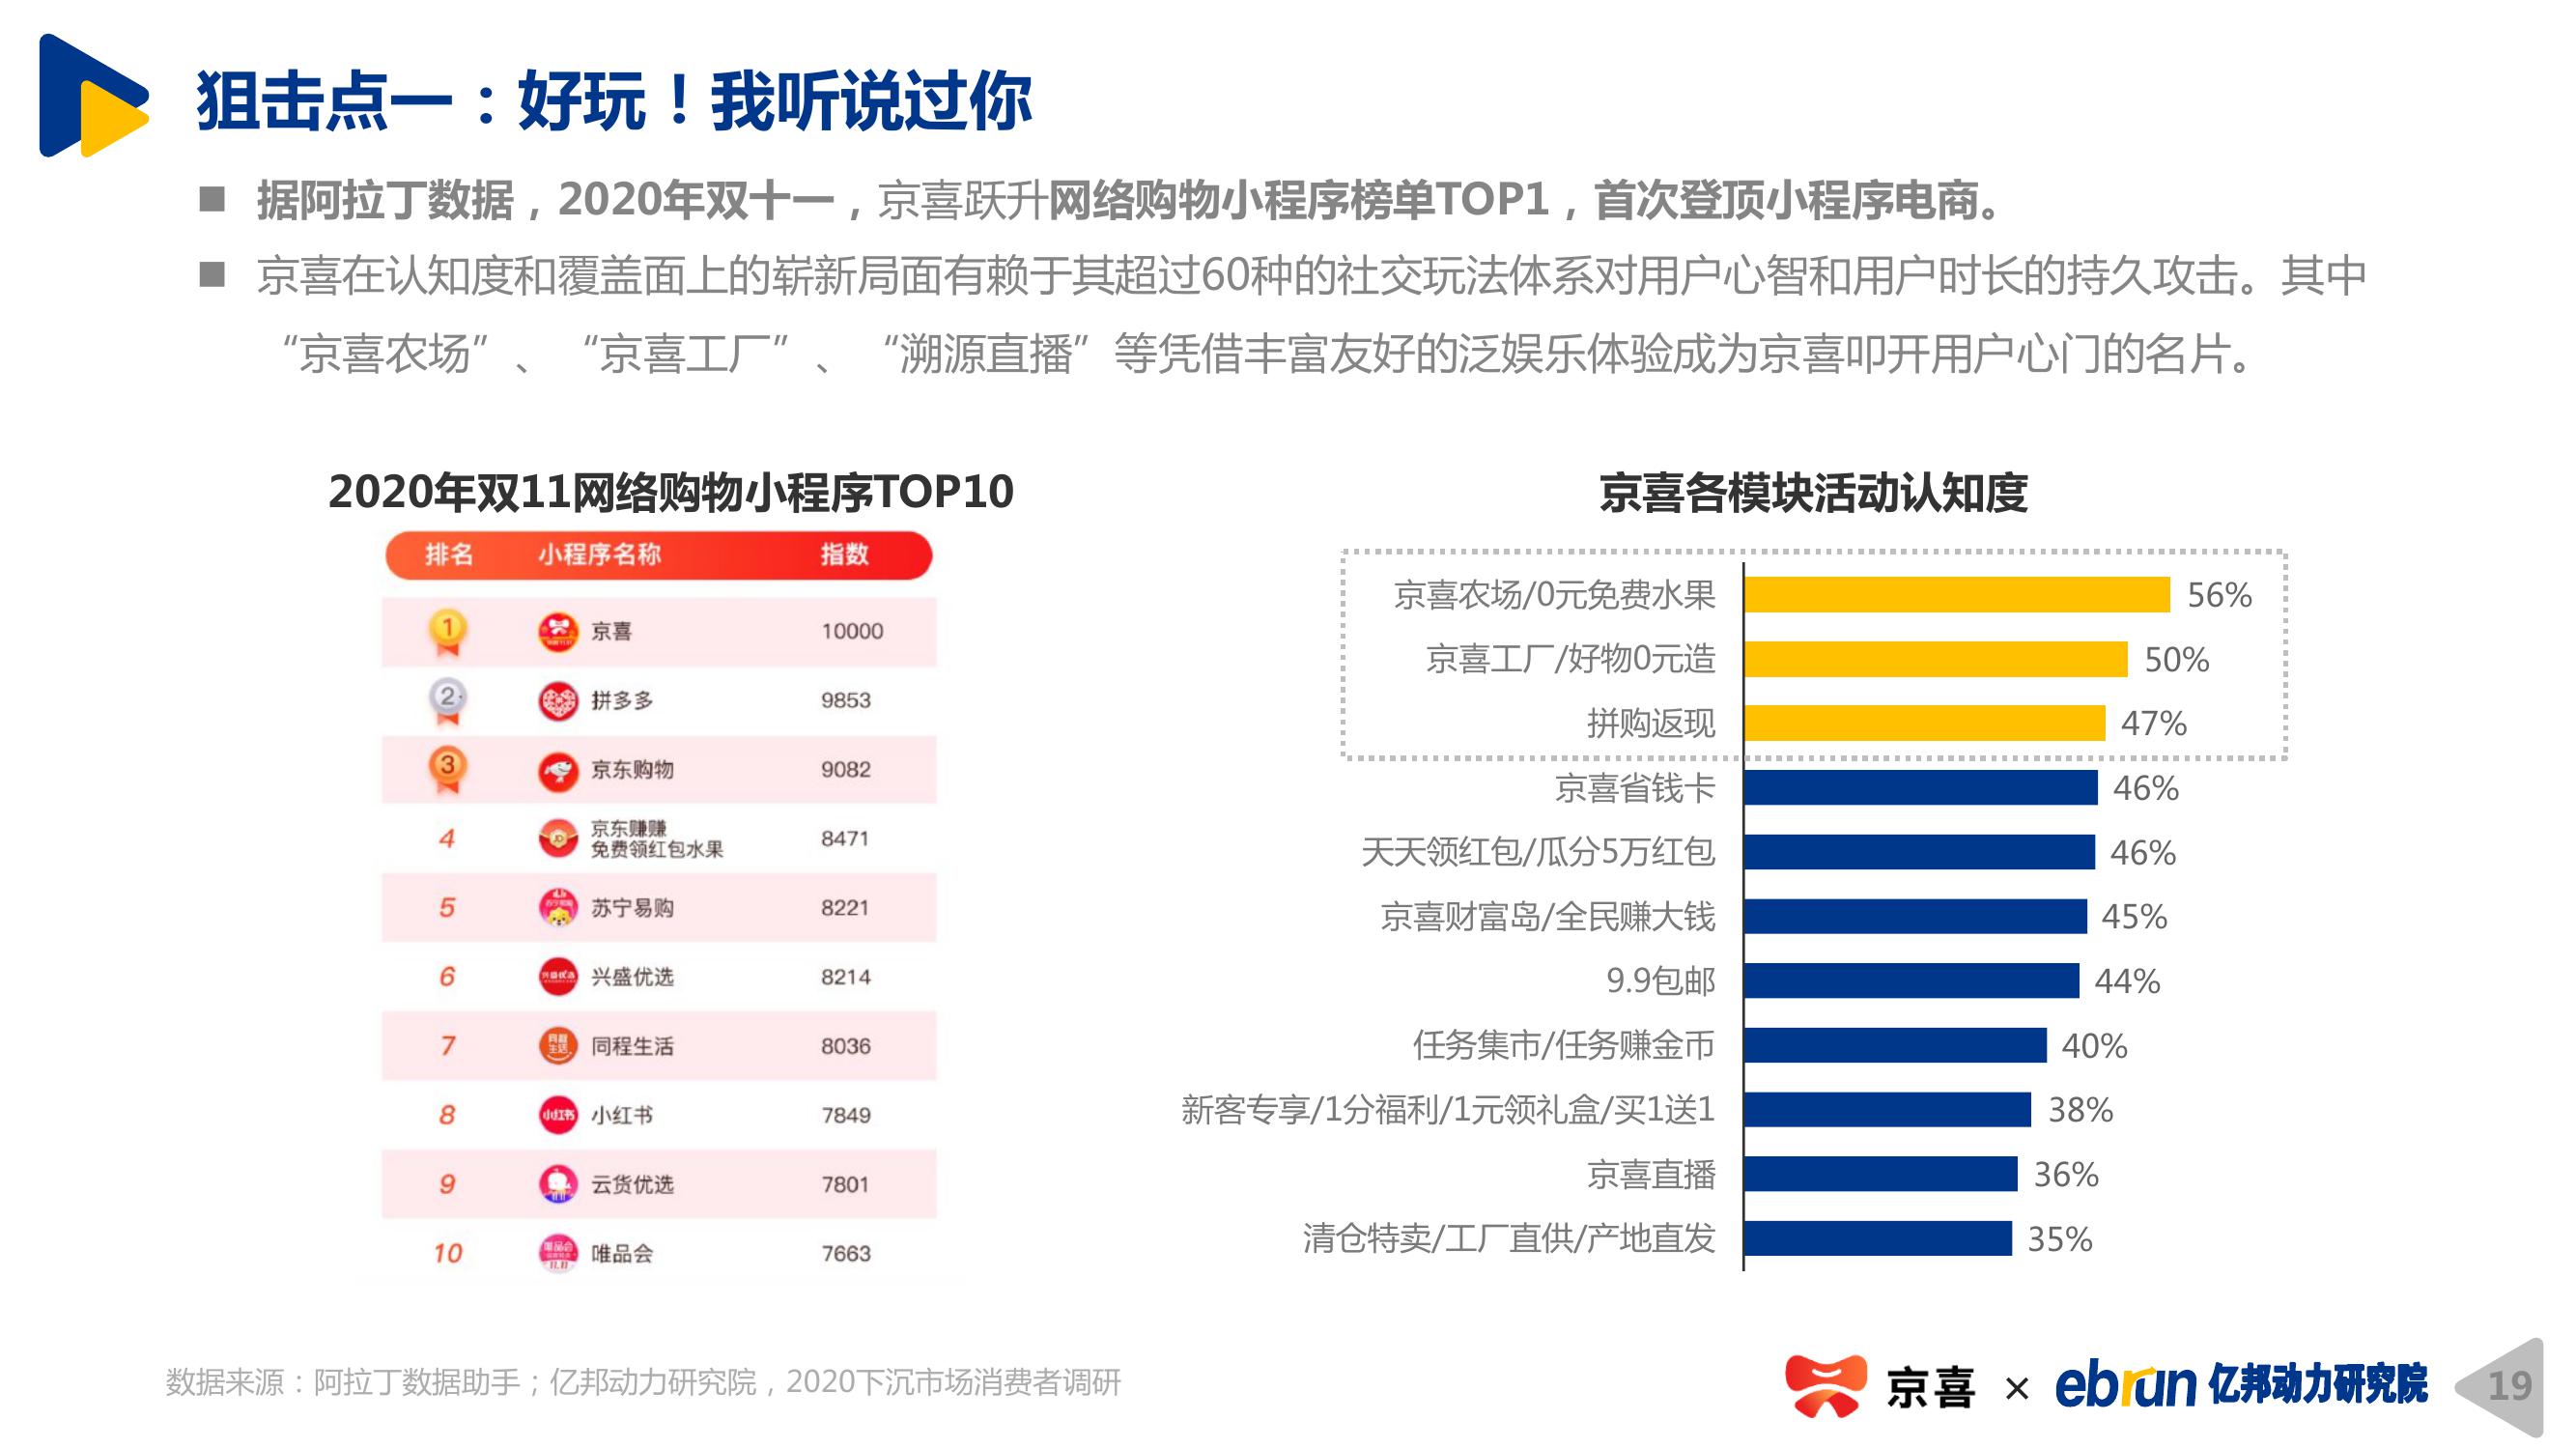 狙击点一：好玩！我听说过你
■ 据阿拉丁数据，2020年双十一，京喜跃升网络购物小程序榜单TOP1，首次登顶小程序电商。
■ 京喜在认知度和覆盖面上的崭新局面有赖于其超过60种的社交玩法体系对用户心智和用户时长的持久攻击。其中
“京喜农场”、“京喜工厂”、“溯源直播”等凭借丰富友好的泛娱乐体验成为京喜叩开用户心门的名片。
2020年双11网络购物小程序TOP10
排名 小程序名称 指数
1 京喜 10000
2 拼多多 9853
3 京东购物 9082
4 京东赚赚 免费领红包水果 8471
5 苏宁易购 8221
6 兴盛优选 8214
7 同程生活 8036
8 小红书 小红书 7849
9 云货优选 7801
10 唯品会 唯品会 7663
京喜各模块活动认知度
京喜农场/0元免费水果 56%
京喜工厂/好物0元造 50%
拼购返现 47%
京喜省钱卡 46%
天天领红包/瓜分5万红包 46%
京喜财富岛/全民赚大钱 45%
9.9包邮 44%
任务集市/任务赚金币 40%
新客专享/1分福利/1元领礼盒/买1送1 38%
京喜直播 36%
清仓特卖/工厂直供/产地直发 35%
数据来源：阿拉丁数据助手；亿邦动力研究院，2020下沉市场消费者调研
京喜 × ebrun 亿邦动力研究院
19